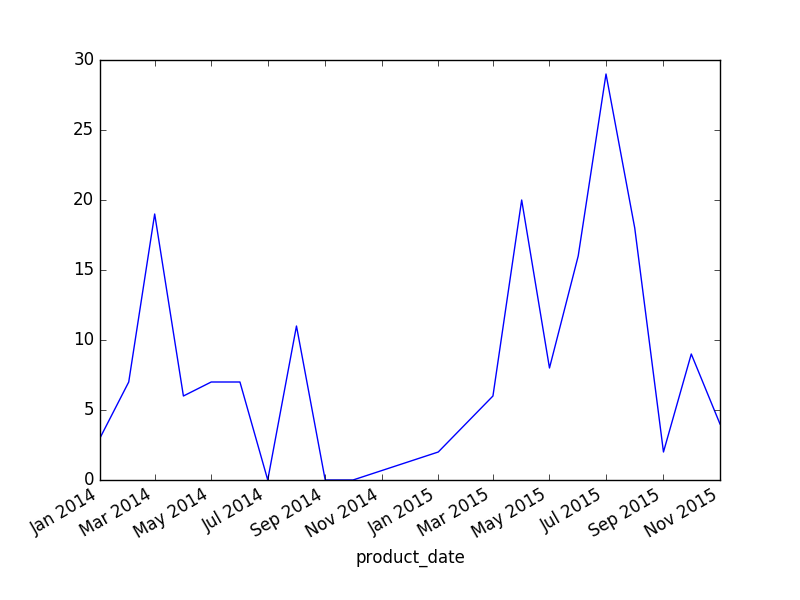 30
25
20
15
10
5
0
Jan 2014
Mar 2014
May 2014
Jul 2014
Sep 2014
Nov 2014
Jan 2015
Mar 2015
May 2015
Jul 2015
Sep 2015
Nov 2015
product_date